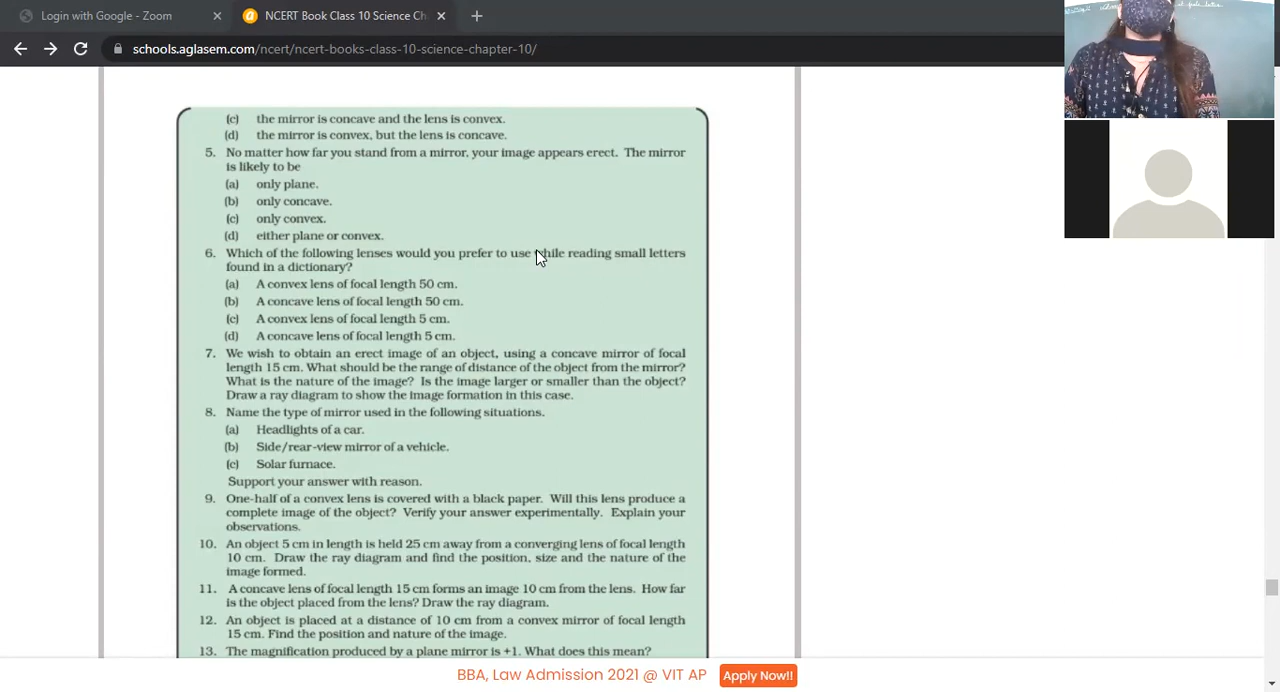 Login with Google - Zoom
NCERT Book Class 10 Science Ch
schools.aglasem.com/ncert/ncert-books-class-10-science-chapter-10/
(c) the mirror is concave and the lens is convex.
(d) the mirror is convex, but the lens is concave.
5. No matter how far you stand from a mirror, your image appears erect. The mirror
is likely to be
(a) only plane.
(b) only concave.
(c) only convex.
(d) either plane or convex.
6. Which of the following lenses would you prefer to use while reading small letters
found in a dictionary?
(a) A convex lens of focal length 50 cm.
(b) A concave lens of focal length 50 cm.
(c) A convex lens of focal length 5 cm.
(d) A concave lens of focal length 5 cm.
7. We wish to obtain an erect image of an object, using a concave mirror of focal
length 15 cm. What should be the range of distance of the object from the mirror?
What is the nature of the image? Is the image larger or smaller than the object?
Draw a ray diagram to show the image formation in this case.
8. Name the type of mirror used in the following situations.
(a) Headlights of a car.
(b) Side/rear-view mirror of a vehicle.
(c) Solar furnace.
Support your answer with reason.
9. One-half of a convex lens is covered with a black paper. Will this lens produce a
complete image of the object? Verify your answer experimentally. Explain your
observations.
10. An object 5 cm in length is held 25 cm away from a converging lens of focal length
10 cm. Draw the ray diagram and find the position, size and the nature of the
image formed.
11. A concave lens of focal length 15 cm forms an image 10 cm from the lens. How far
is the object placed from the lens? Draw the ray diagram.
12. An object is placed at a distance of 10 cm from a convex mirror of focal length
15 cm. Find the position and nature of the image.
13. The magnification produced by a plane mirror is +1. What does this mean?
BBA, Law Admission 2021 @ VIT AP
Apply Now!!